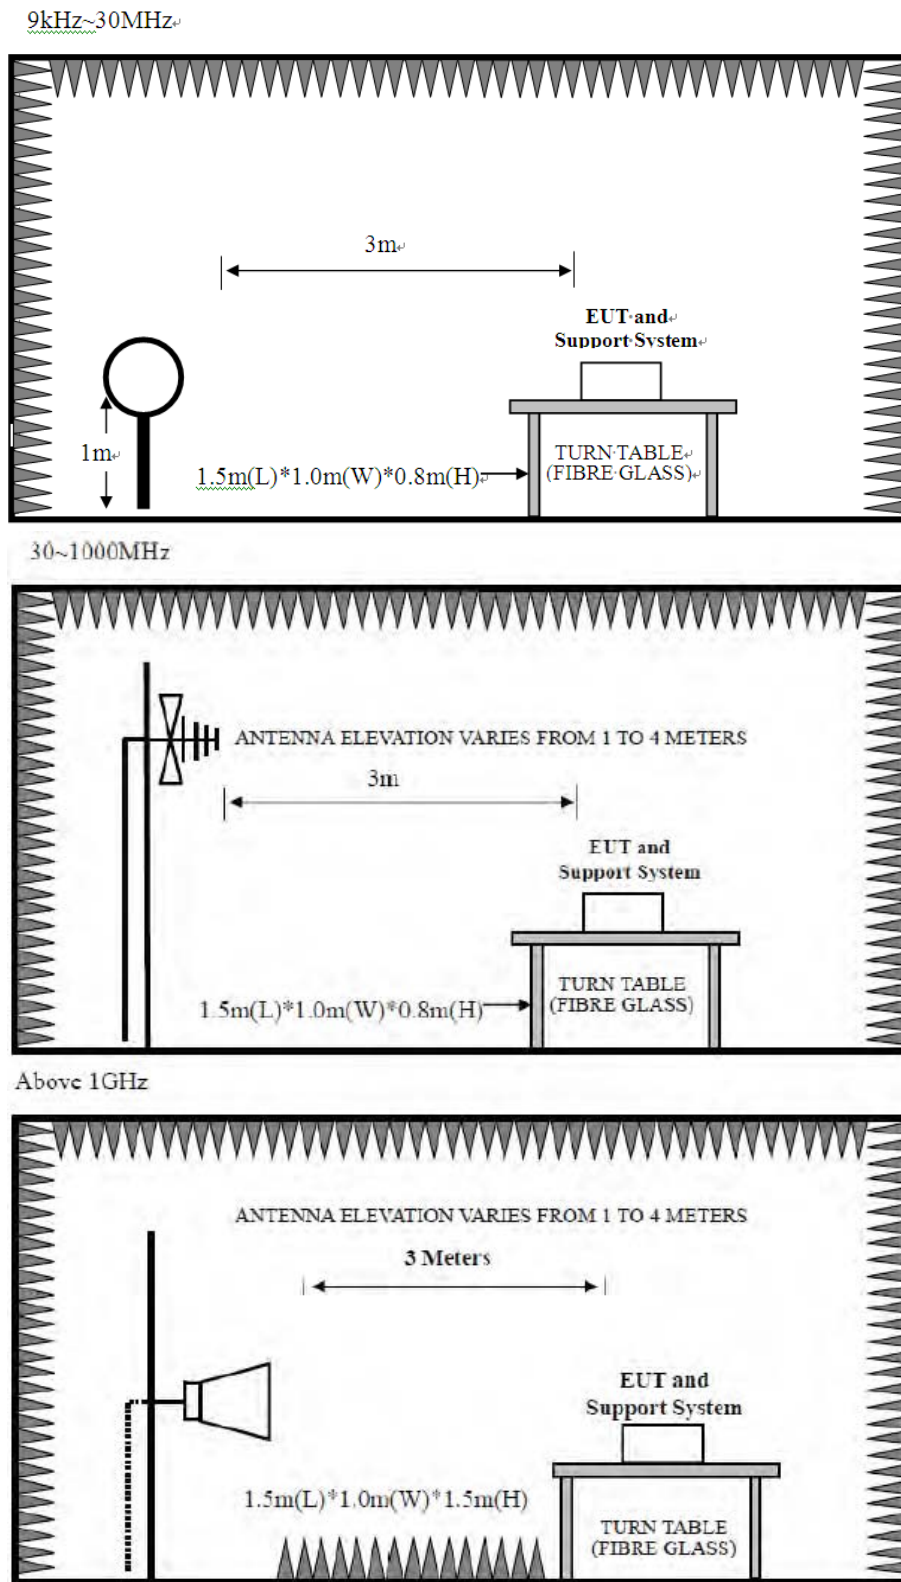 9kHz~30MHz
3m
EUT and
Support System
1m
TURN TABLE
(FIBRE GLASS)
1.5m(L)*1.0m(W)*0.8m(H)
30~1000MHz
ANTENNA ELEVATION VARIES FROM 1 TO 4 METERS
3m
EUT and
Support System
TURN TABLE
(FIBRE GLASS)
1.5m(L)*1.0m(W)*0.8m(H)
Above 1GHz
ANTENNA ELEVATION VARIES FROM 1 TO 4 METERS
3 Meters
EUT and
Support System
1.5m(L)*1.0m(W)*1.5m(H)
TURN TABLE
(FIBRE GLASS)